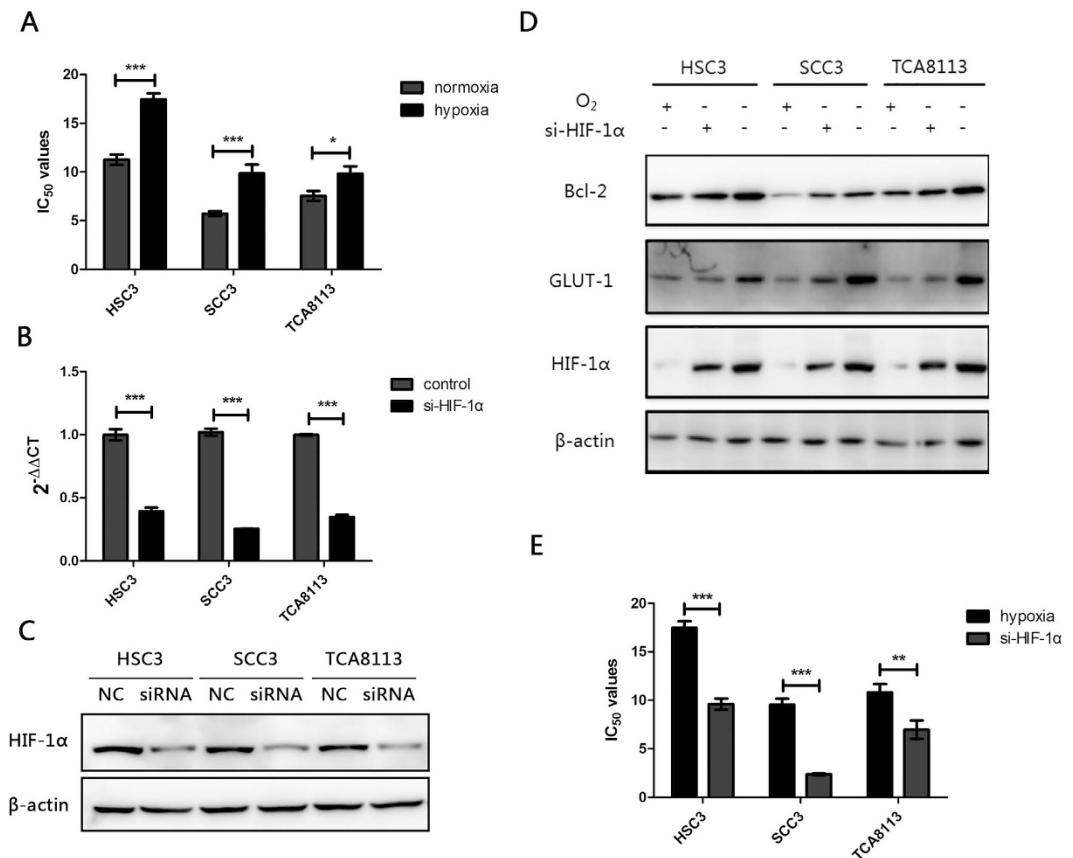 A
20
15
10
5
0
IC50 values
*** *** *
normoxia
hypoxia
HSC3 SCC3 TCA8113
B
1.5
1.0
0.5
0.0
2-ΔΔCT
*** *** ***
control
si-HIF-1α
HSC3 SCC3 TCA8113
C
HSC3 SCC3 TCA8113
NC siRNA NC siRNA NC siRNA
HIF-1α
β-actin
D
HSC3 SCC3 TCA8113
O2 + - - + - - + - -
si-HIF-1α - + - - + - - + -
Bcl-2
GLUT-1
HIF-1α
β-actin
E
20
15
10
5
0
IC50 values
*** *** **
hypoxia
si-HIF-1α
HSC3 SCC3 TCA8113